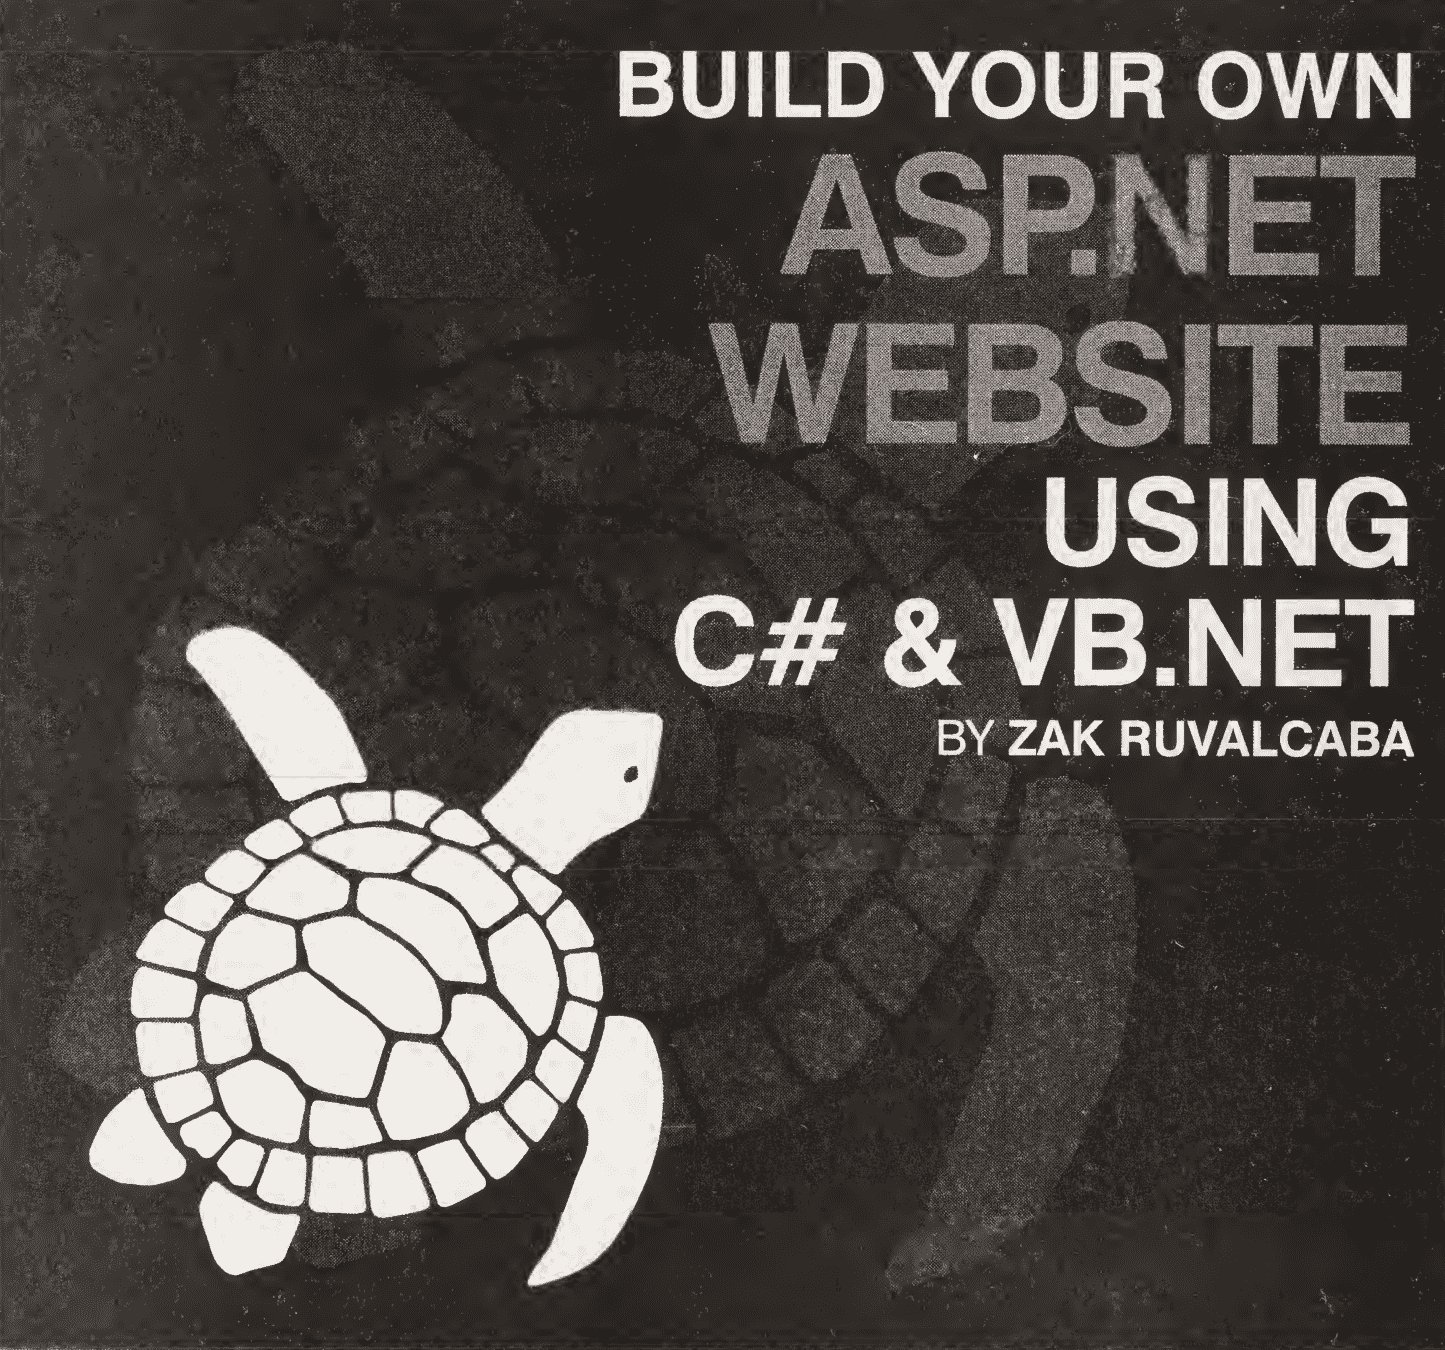 BUILD YOUR OWN
ASP.NET
WEBSITE
USING
C# & VB.NET
BY ZAK RUVALCABA